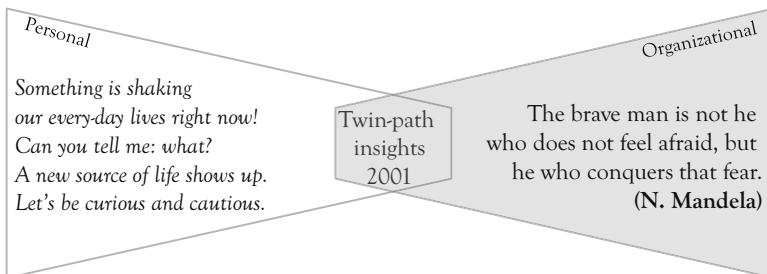 Personal
Something is shaking
our every-day lives right now!
Can you tell me: what?
A new source of life shows up.
Let's be curious and cautious.
Twin-path
insights
2001
Organizational
The brave man is not he
who does not feel afraid, but
he who conquers that fear.
(N. Mandela)